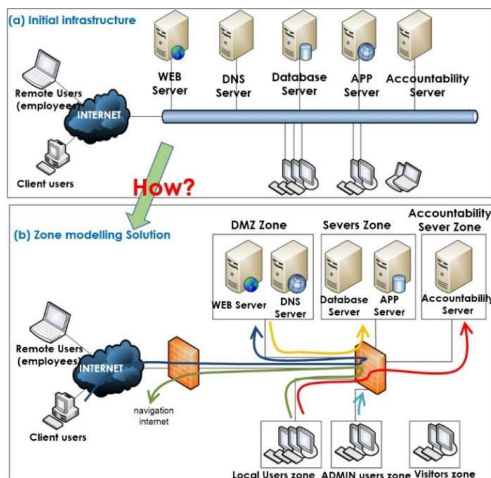 (a) Initial infrastructure
WEB
Server
DNS
Server
Database
Server
APP
Server
Accountability
Server
Remote Users
(employees)
INTERNET
Client users
How?
(b) Zone modelling Solution
DMZ Zone
Severs Zone
Accountability
Sever Zone
WEB Server
DNS
Server
Database
Server
APP
Server
Accountability
Server
Remote Users
(employees)
INTERNET
Client users
navigation
internet
Local Users zone
ADMIN users zone
Visitors zone